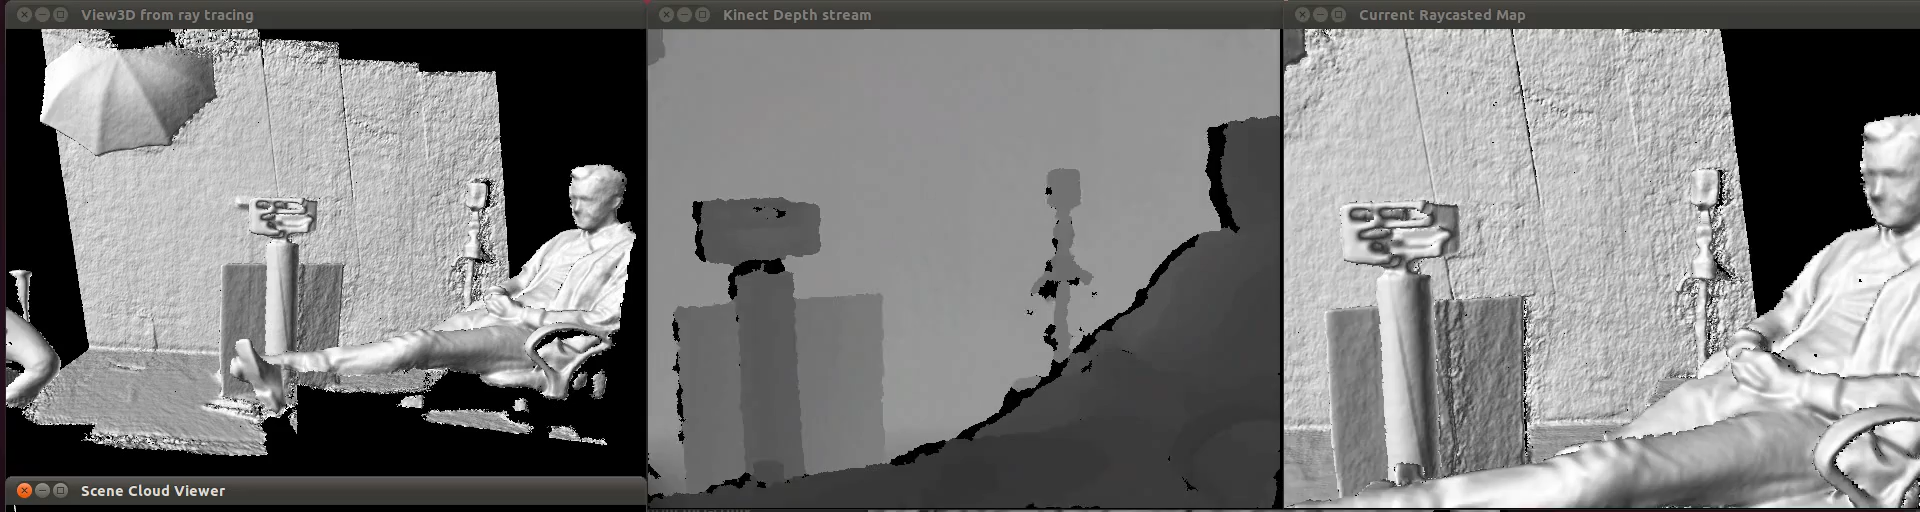 View3D from ray tracing
Kinect Depth stream
Current Raycasted Map
Scene Cloud Viewer